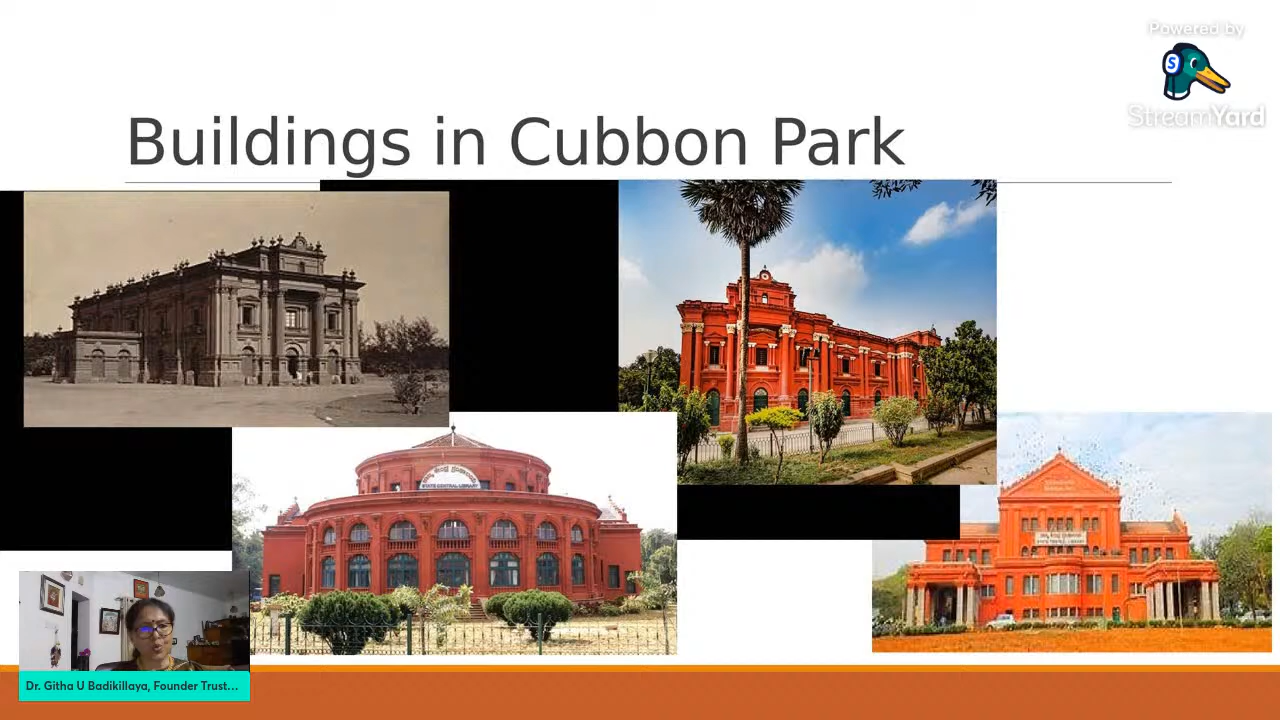 Powered by
StreamYard
Buildings in Cubbon Park
STATE CENTRAL LIBRARY
Dr. Githa U Badikillaya, Founder Trust...